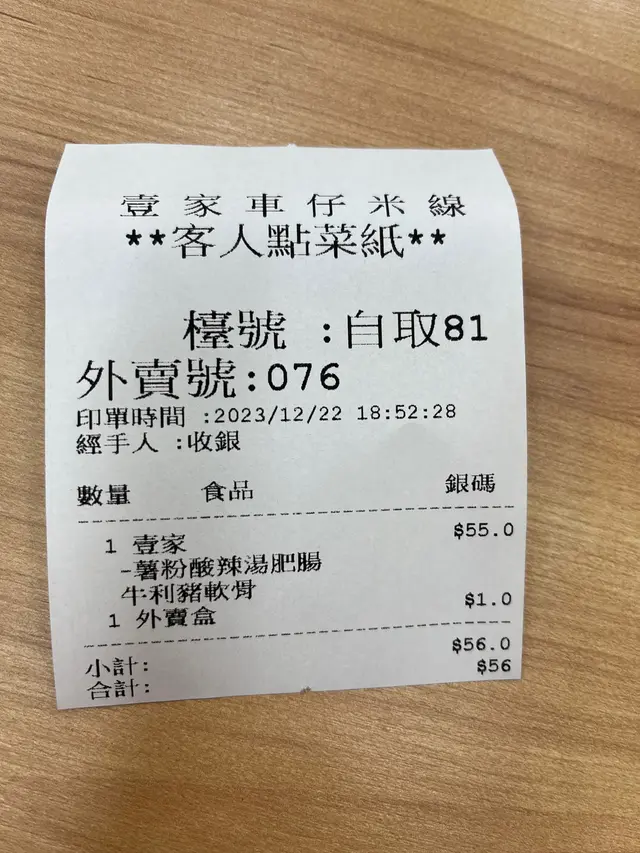 壹家車仔米線
**客人點菜紙**
檯號 :自取81
外賣號:076
印單時間 :2023/12/22 18:52:28
經手人 :收銀
數量 食品 銀碼
1 壹家 $55.0
-薯粉酸辣湯肥腸
牛利豬軟骨
1 外賣盒 $1.0
小計: $56.0
合計: $56